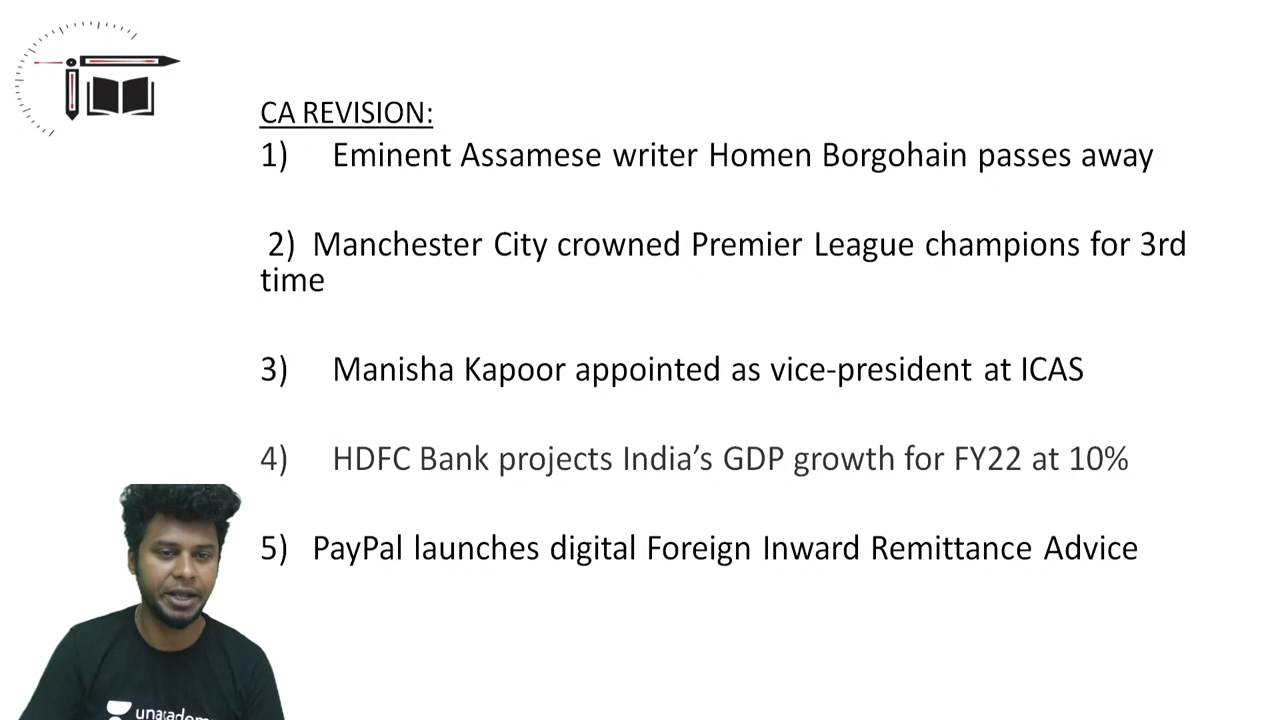 CA REVISION:
1) Eminent Assamese writer Homen Borgohain passes away
2) Manchester City crowned Premier League champions for 3rd
time
3) Manisha Kapoor appointed as vice-president at ICAS
4) HDFC Bank projects India’s GDP growth for FY22 at 10%
5) PayPal launches digital Foreign Inward Remittance Advice